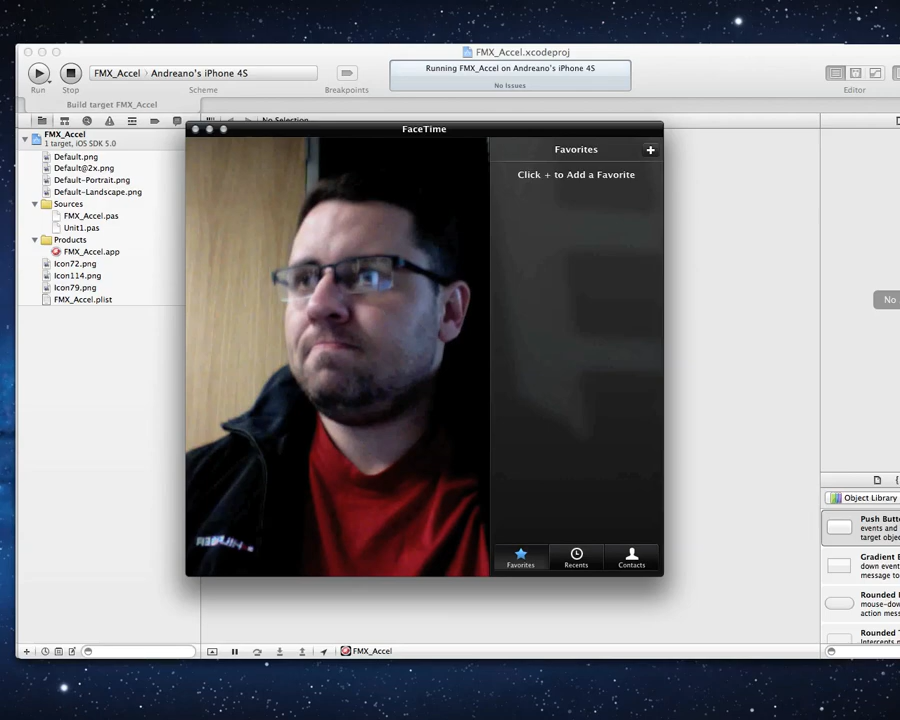 FMX_Accel.xcodeproj
FMX_Accel › Andreano's iPhone 4S
Running FMX_Accel on Andreano's iPhone 4S
No Issues
Run
Stop
Scheme
Breakpoints
Editor
Build target FMX_Accel
No Selection
FMX_Accel
1 target, iOS SDK 5.0
Default.png
Default@2x.png
Default-Portrait.png
Default-Landscape.png
Sources
FMX_Accel.pas
Unit1.pas
Products
FMX_Accel.app
Icon72.png
Icon114.png
Icon79.png
FMX_Accel.plist
FaceTime
Favorites
Click + to Add a Favorite
Favorites
Recents
Contacts
No
Object Library
Push Butt
events and
target obje
Gradient B
down event
message to
Rounded
mouse-dow
action mess
Rounded
Intercepts
FMX_Accel